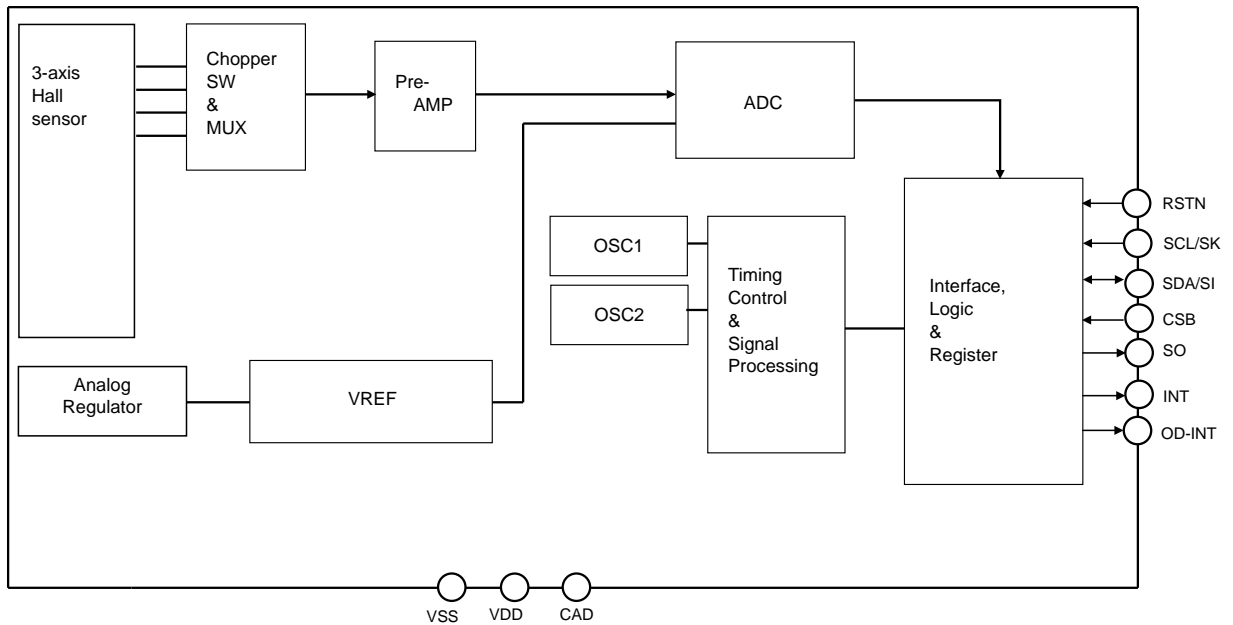 3-axis
Hall
sensor
Chopper
SW
&
MUX
Pre-
AMP
ADC
OSC1
OSC2
Timing
Control
&
Signal
Processing
Interface,
Logic
&
Register
RSTN
SCL/SK
SDA/SI
CSB
SO
INT
OD-INT
Analog
Regulator
VREF
VSS
VDD
CAD